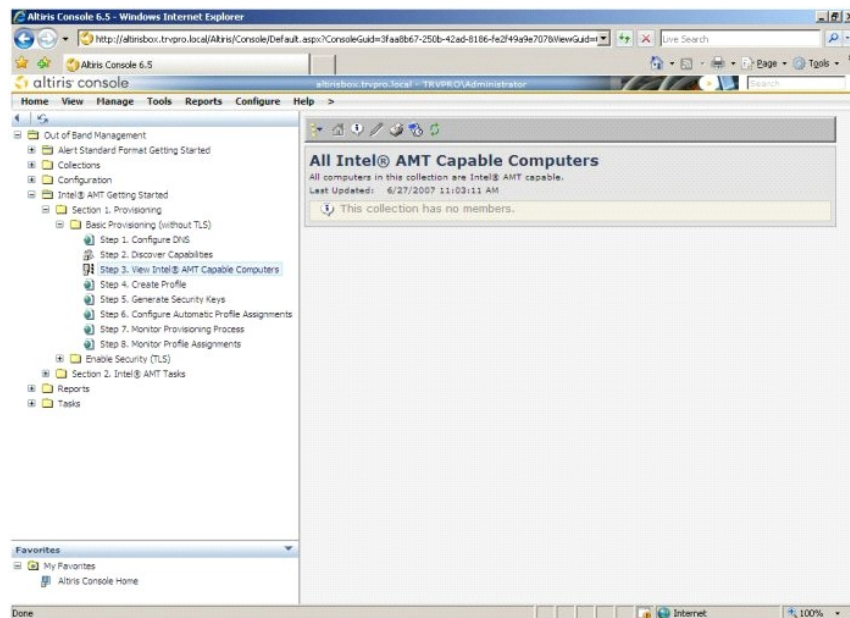 Altiris Console 6.5 - Windows Internet Explorer
http://altirisbox.trvpro.local/Altiris/Console/Default.aspx?ConsoleGuid=3faa8b67-250b-42ad-8186-fe2f49a9e707&ViewGuid=
Live Search
Altiris Console 6.5
Page
Tools
altiris console
altirisbox.trvpro.local - TRVPRO\Administrator
Search
Home View Manage Tools Reports Configure Help >
Out of Band Management
Alert Standard Format Getting Started
Collections
Configuration
Intel® AMT Getting Started
Section 1. Provisioning
Basic Provisioning (without TLS)
Step 1. Configure DNS
Step 2. Discover Capabilities
Step 3. View Intel® AMT Capable Computers
Step 4. Create Profile
Step 5. Generate Security Keys
Step 6. Configure Automatic Profile Assignments
Step 7. Monitor Provisioning Process
Step 8. Monitor Profile Assignments
Enable Security (TLS)
Section 2. Intel® AMT Tasks
Reports
Tasks
All Intel® AMT Capable Computers
All computers in this collection are Intel® AMT capable.
Last Updated: 6/27/2007 11:03:11 AM
This collection has no members.
Favorites
My Favorites
Altiris Console Home
Done
Internet
100%